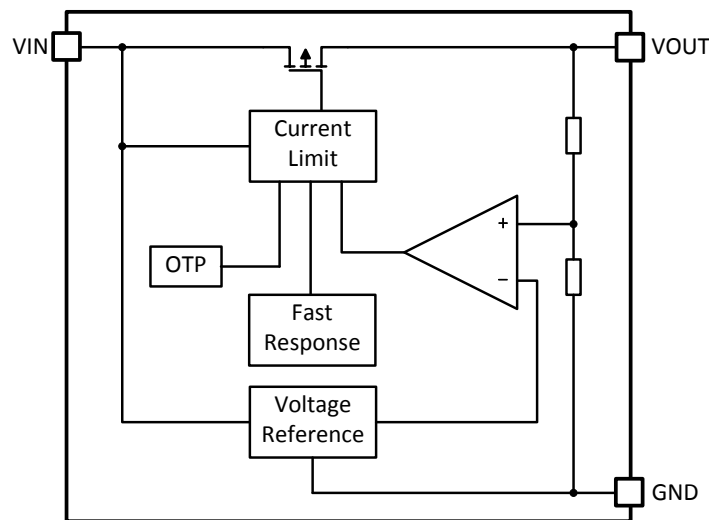 VIN
VOUT
Current
Limit
+
−
OTP
Fast
Response
Voltage
Reference
GND